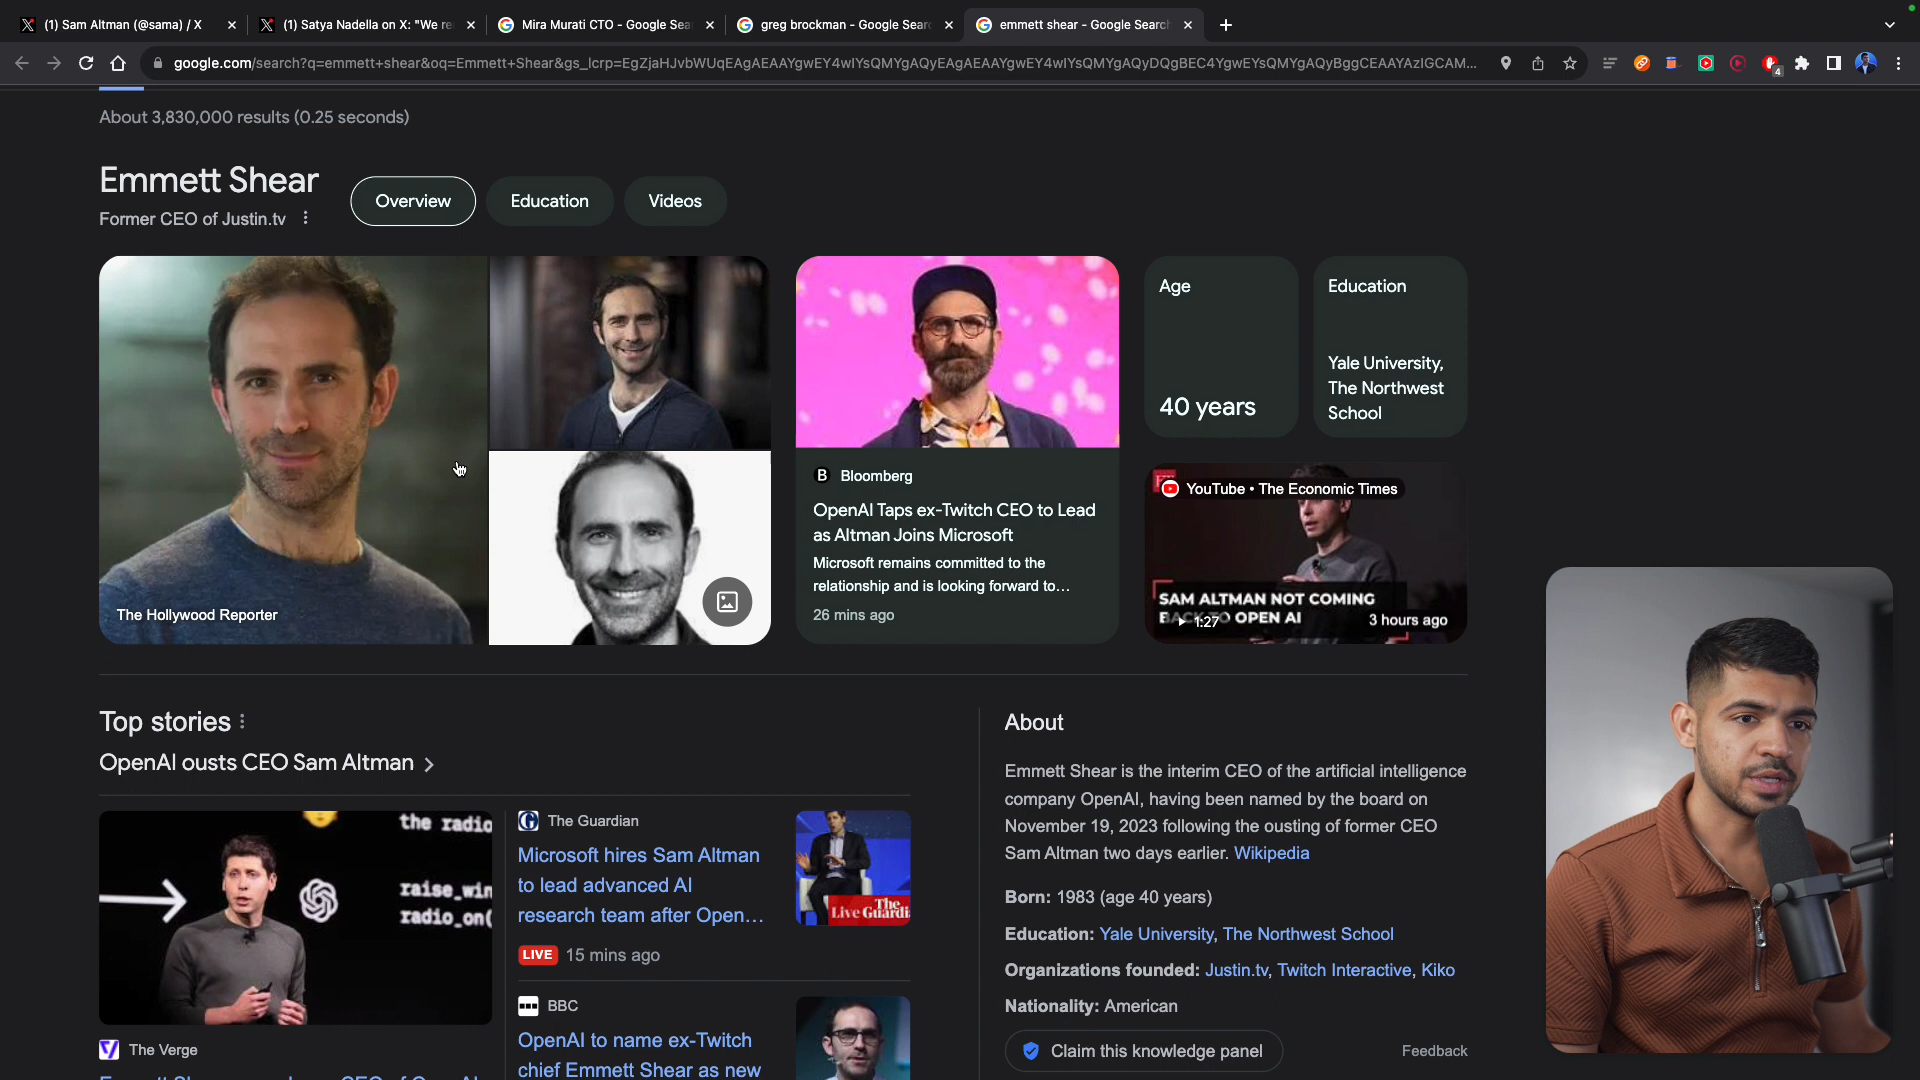 (1) Sam Altman (@sama) / X
(1) Satya Nadella on X: "We re
Mira Murati CTO - Google Sea
greg brockman - Google Searc
emmett shear - Google Search
google.com/search?q=emmett+shear&oq=Emmett+Shear&gs_lcrp=EgZjaHJvbWUqEAgAEAAYgwEY4wIYsQMYgAQyEAgAEAAYgwEY4wIYsQMYgAQyDQgBEC4YgwEYsQMYgAQyBggCEAAYAzIGCAM...
4
About 3,830,000 results (0.25 seconds)
Emmett Shear
Former CEO of Justin.tv
Overview
Education
Videos
The Hollywood Reporter
B Bloomberg
OpenAI Taps ex-Twitch CEO to Lead
as Altman Joins Microsoft
Microsoft remains committed to the
relationship and is looking forward to...
26 mins ago
Age
40 years
Education
Yale University,
The Northwest
School
YouTube • The Economic Times
SAM ALTMAN NOT COMING
BACK TO OPEN AI
1:27
3 hours ago
Top stories
OpenAI ousts CEO Sam Altman
the radio
raise_win
radio_on(
The Verge
The Guardian
Microsoft hires Sam Altman
to lead advanced AI
research team after Open...
LIVE 15 mins ago
The
Live Guardi
BBC
OpenAI to name ex-Twitch
chief Emmett Shear as new
About
Emmett Shear is the interim CEO of the artificial intelligence
company OpenAI, having been named by the board on
November 19, 2023 following the ousting of former CEO
Sam Altman two days earlier. Wikipedia
Born: 1983 (age 40 years)
Education: Yale University, The Northwest School
Organizations founded: Justin.tv, Twitch Interactive, Kiko
Nationality: American
Claim this knowledge panel
Feedback